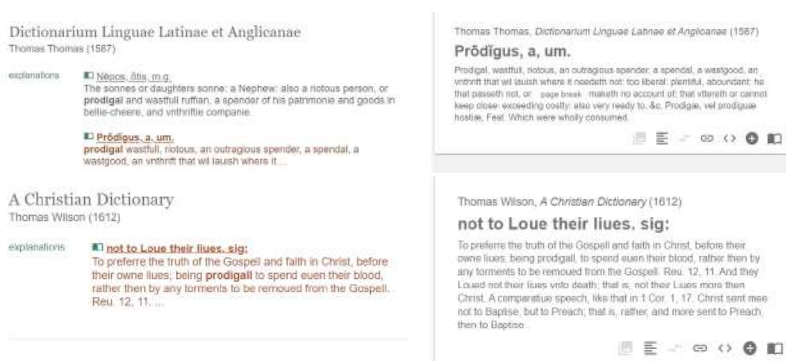 Dictionarium Linguae Latinae et Anglicanae
Thomas Thomas (1587)
explanations
Nĕpos, ōtis, m.g.
The sonnes or daughters sonne: a Nephew: also a riotous person, or
prodigal and wastfull ruffian, a spender of his patrimonie and goods in
bellie-cheere, and vnthriftie companie.
Prōdĭgus, a, um.
prodigal wastfull, riotous, an outragious spender, a spendal, a
wastgood, an vnthrift that wil lauish where it ...
A Christian Dictionary
Thomas Wilson (1612)
explanations
not to Loue their liues. sig:
To preferre the truth of the Gospell and faith in Christ, before
their owne liues; being prodigall to spend euen their blood,
rather then by any torments to be remoued from the Gospell.
Reu. 12, 11. ...
Thomas Thomas, Dictionarium Linguae Latinae et Anglicanae (1587)
Prōdĭgus, a, um.
Prodigal, wastfull, riotous, an outragious spender, a spendal, a wastgood, an
vnthrift that wil lauish where it needeth not: too liberal: plentiful, aboundant: he
that passeth not, or page break maketh no account of: that vttereth or cannot
keep close: exceeding costly: also very ready to, &c. Prodigæ, vel prodiguæ
hostiæ, Fest. Which were wholly consumed.
Thomas Wilson, A Christian Dictionary (1612)
not to Loue their liues. sig:
To preferre the truth of the Gospell and faith in Christ, before their
owne liues; being prodigall, to spend euen their blood, rather then by
any torments to be remoued from the Gospell. Reu. 12, 11. And they
Loued not their liues vnto death; that is, not their Liues more then
Christ. A comparatiue speech, like that in 1 Cor. 1, 17. Christ sent mee
not to Baptise, but to Preach; that is, rather, and more sent to Preach,
then to Baptise.